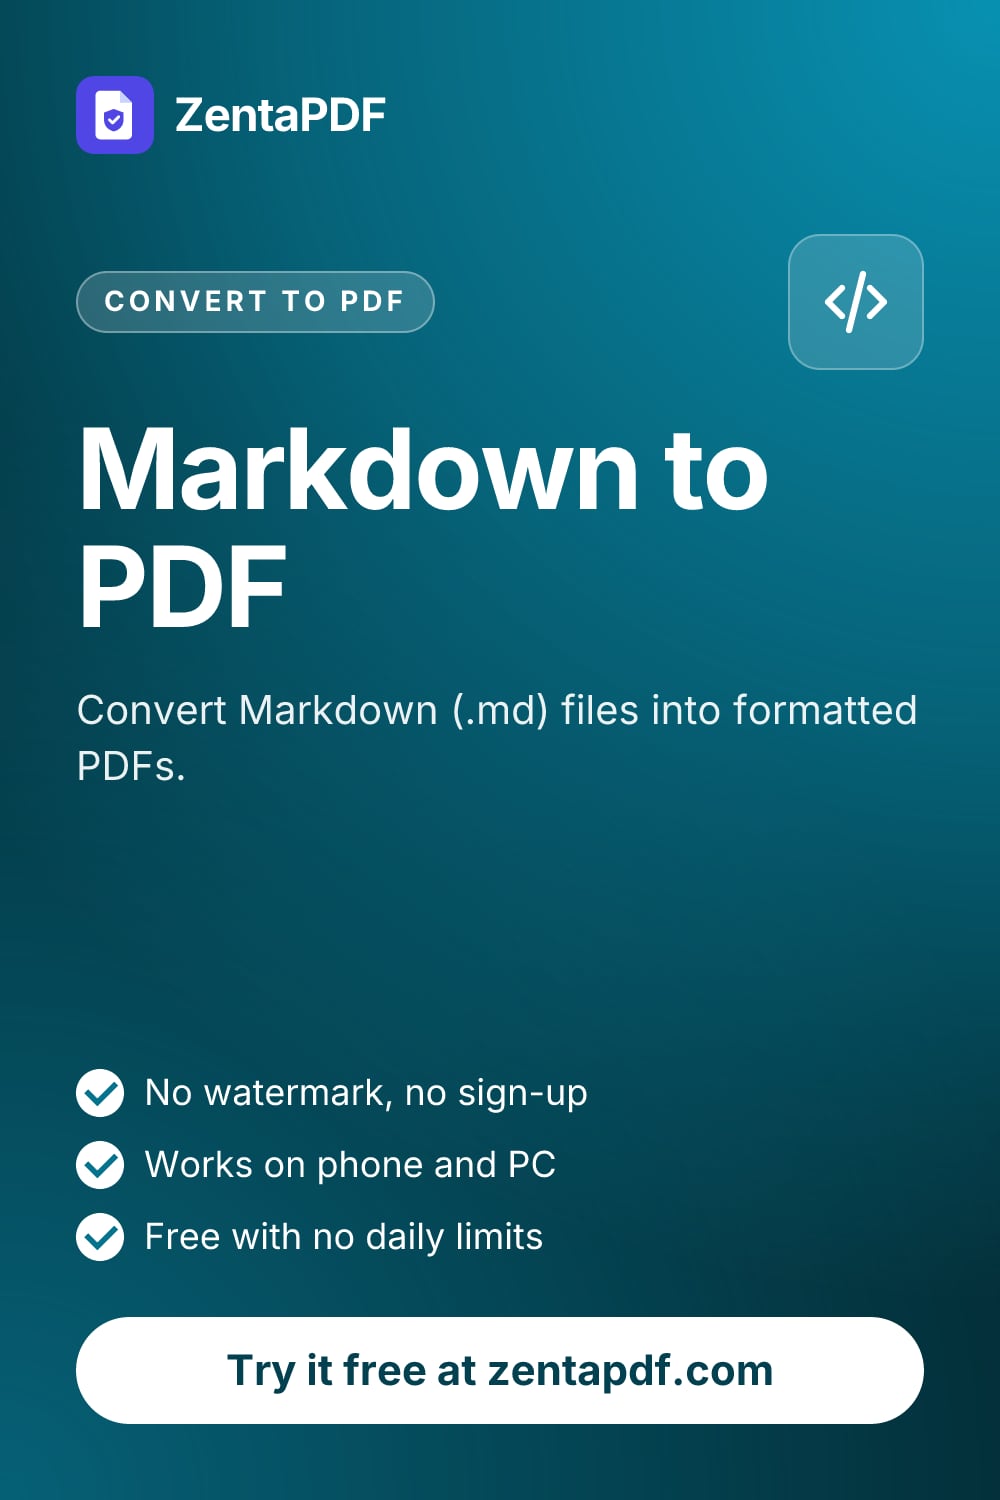 ZentaPDF
CONVERT TO PDF
</>
Markdown to
PDF
Convert Markdown (.md) files into formatted
PDFs.
No watermark, no sign-up
Works on phone and PC
Free with no daily limits
Try it free at zentapdf.com